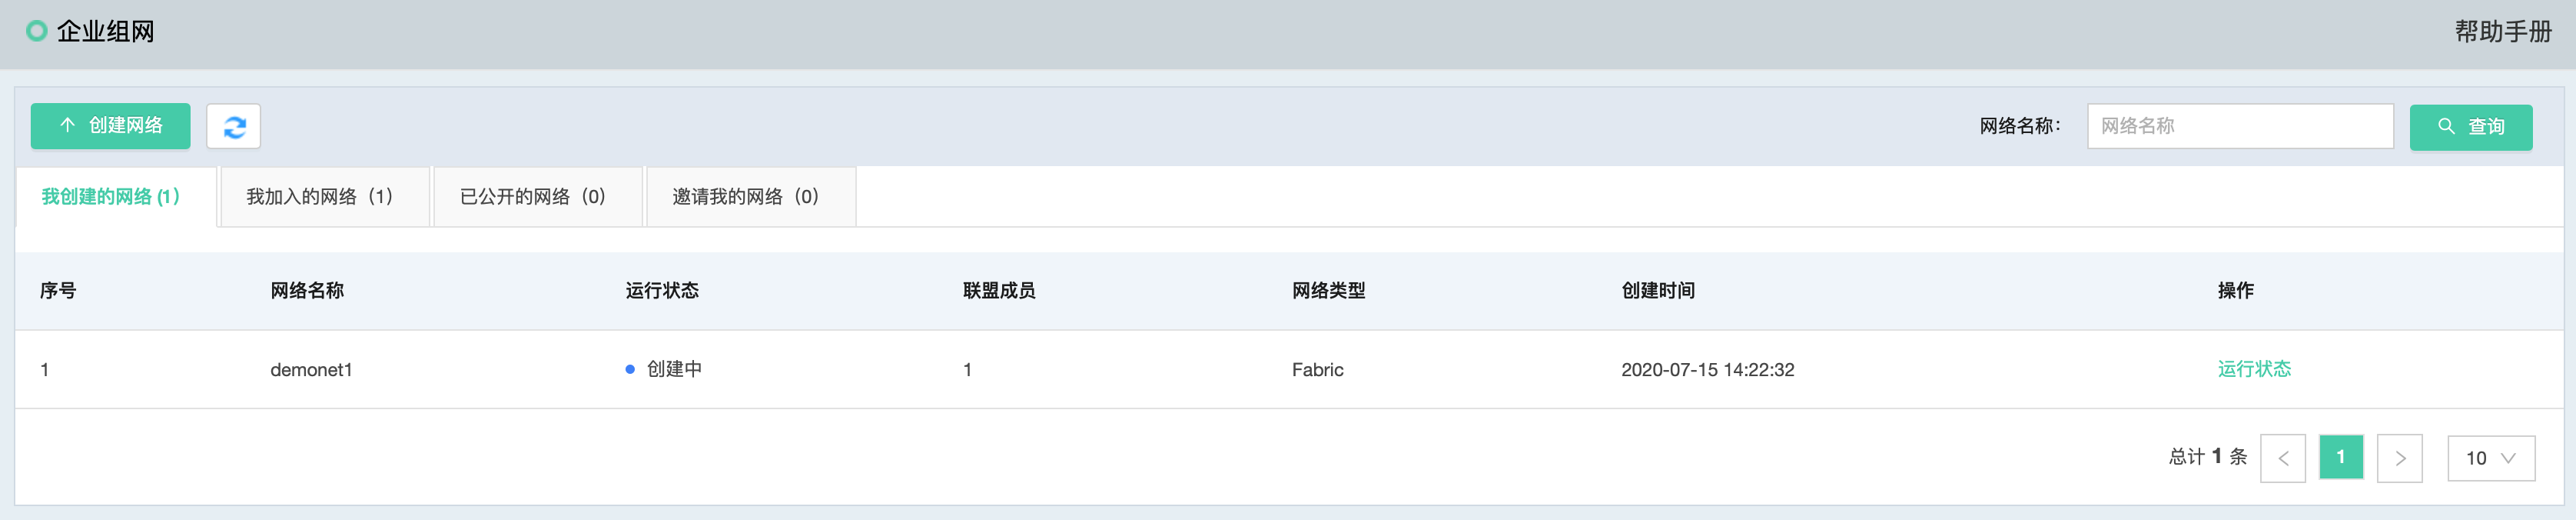 企业组网 帮助手册
创建网络 网络名称： 网络名称 查询
我创建的网络 (1) 我加入的网络（1） 已公开的网络（0） 邀请我的网络（0）
序号 网络名称 运行状态 联盟成员 网络类型 创建时间 操作
1 demonet1 创建中 1 Fabric 2020-07-15 14:22:32 运行状态
总计 1 条 < 1 > 10